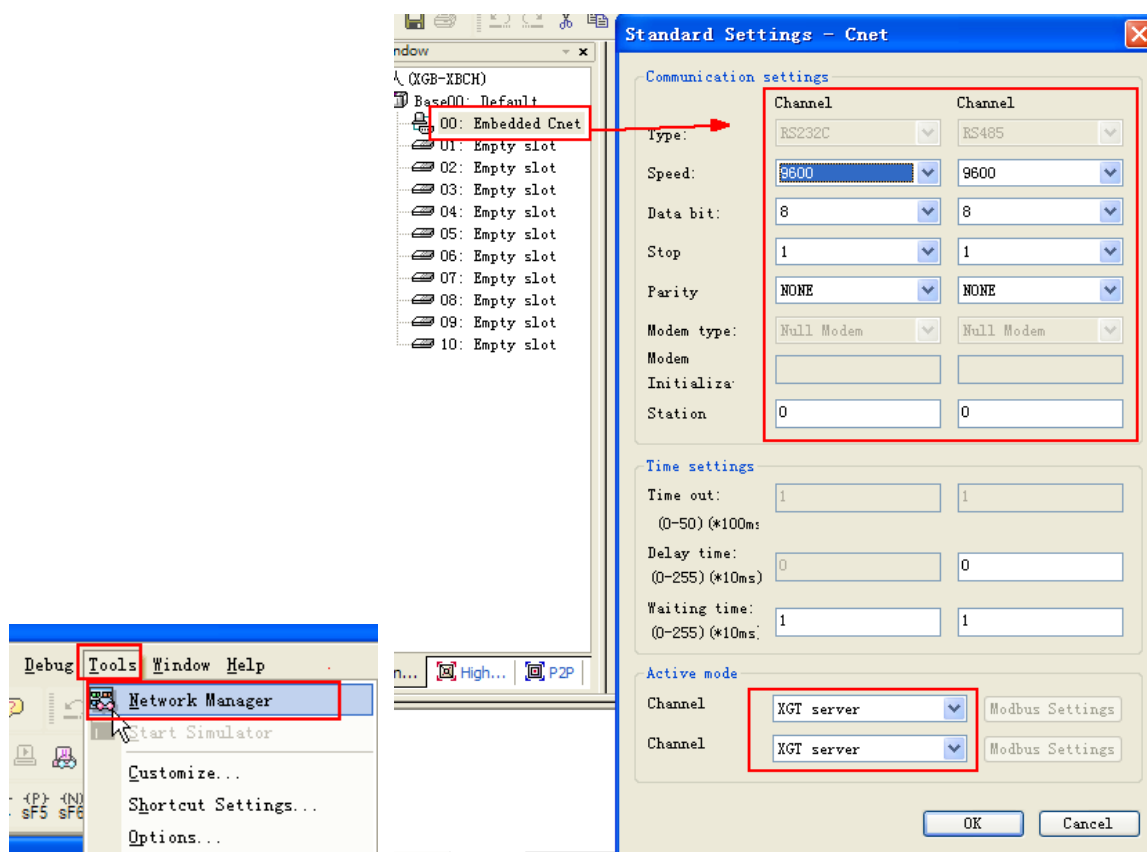 ndow
(XGB-XBCH)
Base00: Default
00: Embedded Cnet
01: Empty slot
02: Empty slot
03: Empty slot
04: Empty slot
05: Empty slot
06: Empty slot
07: Empty slot
08: Empty slot
09: Empty slot
10: Empty slot
n... High... P2P
Standard Settings - Cnet
Communication settings
Channel Channel
Type: RS232C RS485
Speed: 9600 9600
Data bit: 8 8
Stop 1 1
Parity NONE NONE
Modem type: Null Modem Null Modem
Modem
Initializa
Station 0 0
Time settings
Time out: 1 1
(0-50)(*100ms
Delay time: 0 0
(0-255)(*10ms)
Waiting time: 1 1
(0-255)(*10ms
Active mode
Channel XGT server Modbus Settings
Channel XGT server Modbus Settings
OK Cancel
Debug Tools Window Help
Network Manager
Start Simulator
Customize...
Shortcut Settings...
Options...
{P} {N}
sF5 sF6